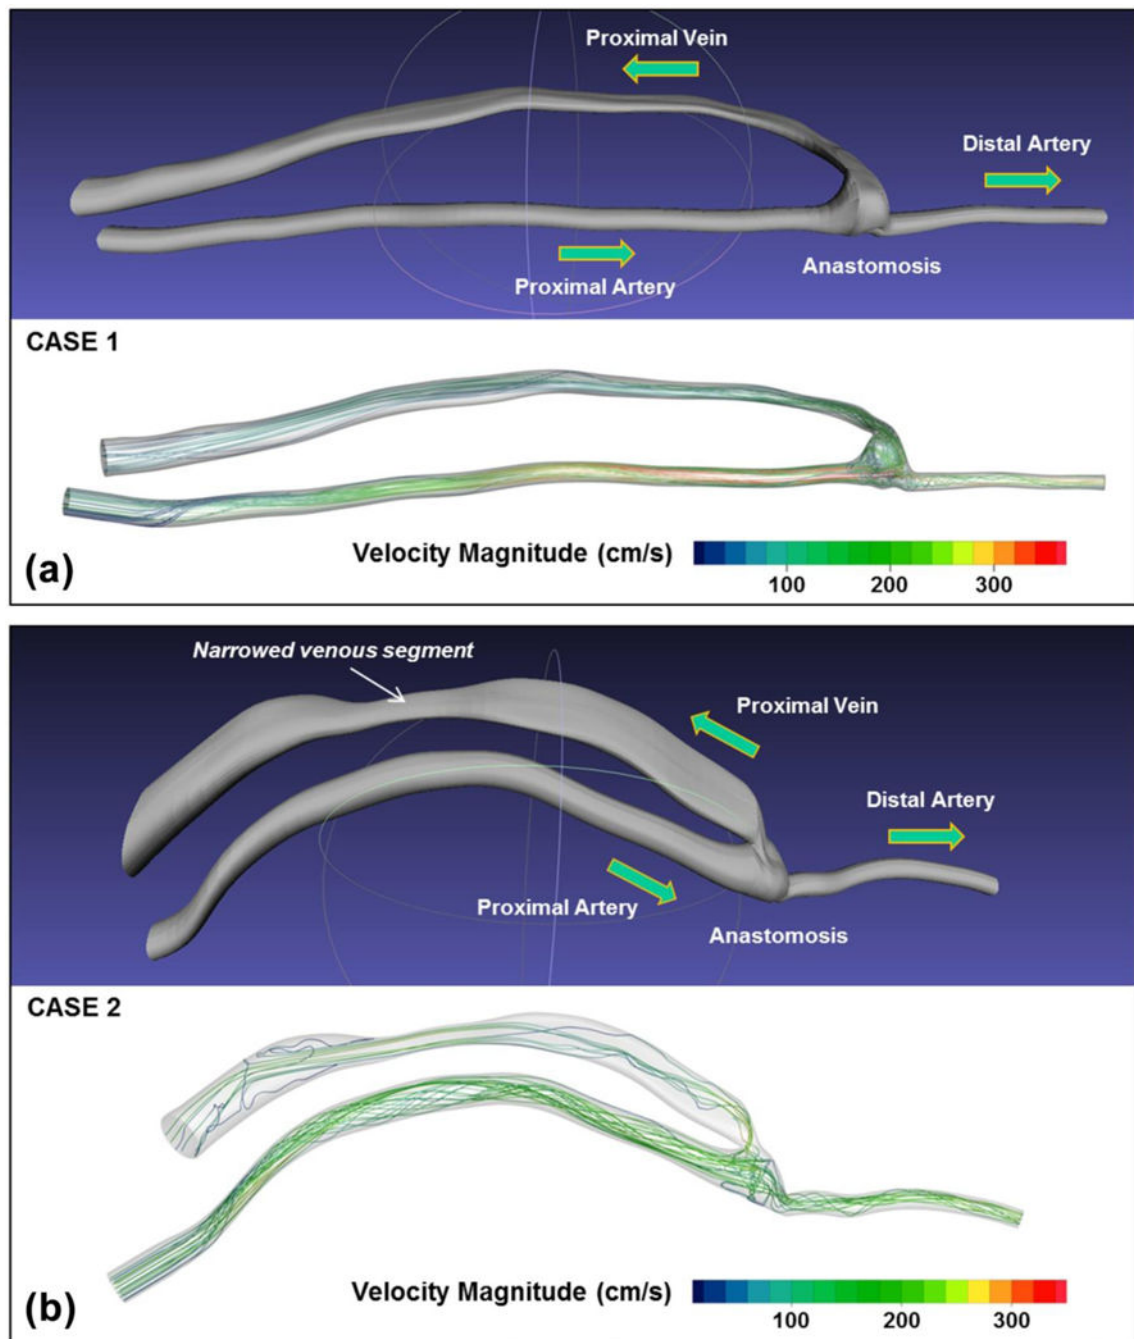 Proximal Vein
Distal Artery
Proximal Artery
Anastomosis
CASE 1
Velocity Magnitude (cm/s)
100 200 300
(a)
Narrowed venous segment
Proximal Vein
Distal Artery
Proximal Artery
Anastomosis
CASE 2
Velocity Magnitude (cm/s)
100 200 300
(b)